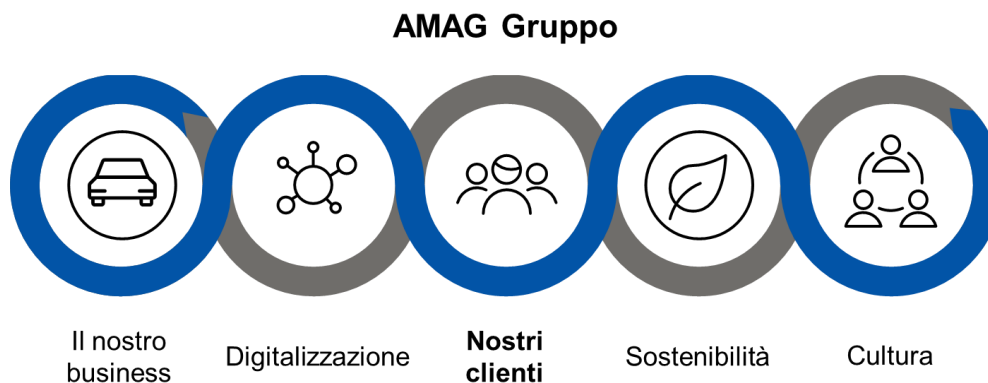 AMAG Gruppo
Il nostro
business
Digitalizzazione
Nostri
clienti
Sostenibilità
Cultura